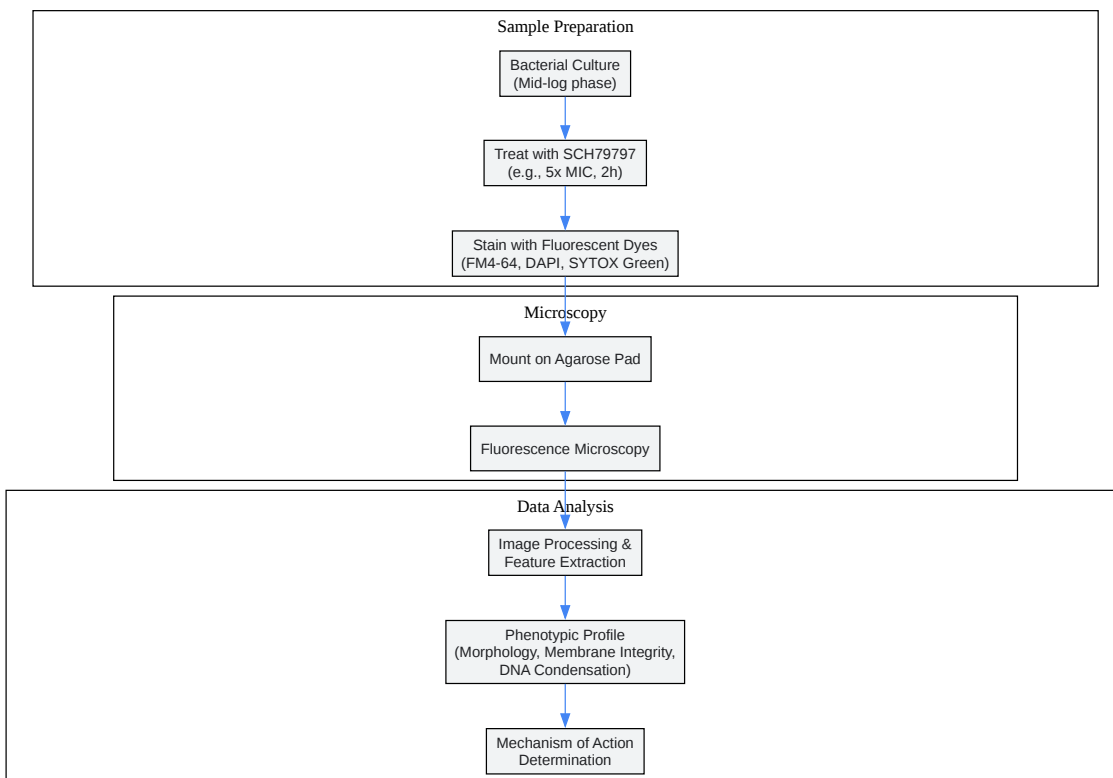 Sample Preparation
Bacterial Culture
(Mid-log phase)
Treat with SCH79797
(e.g., 5x MIC, 2h)
Stain with Fluorescent Dyes
(FM4-64, DAPI, SYTOX Green)
Microscopy
Mount on Agarose Pad
Fluorescence Microscopy
Data Analysis
Image Processing &
Feature Extraction
Phenotypic Profile
(Morphology, Membrane Integrity,
DNA Condensation)
Mechanism of Action
Determination